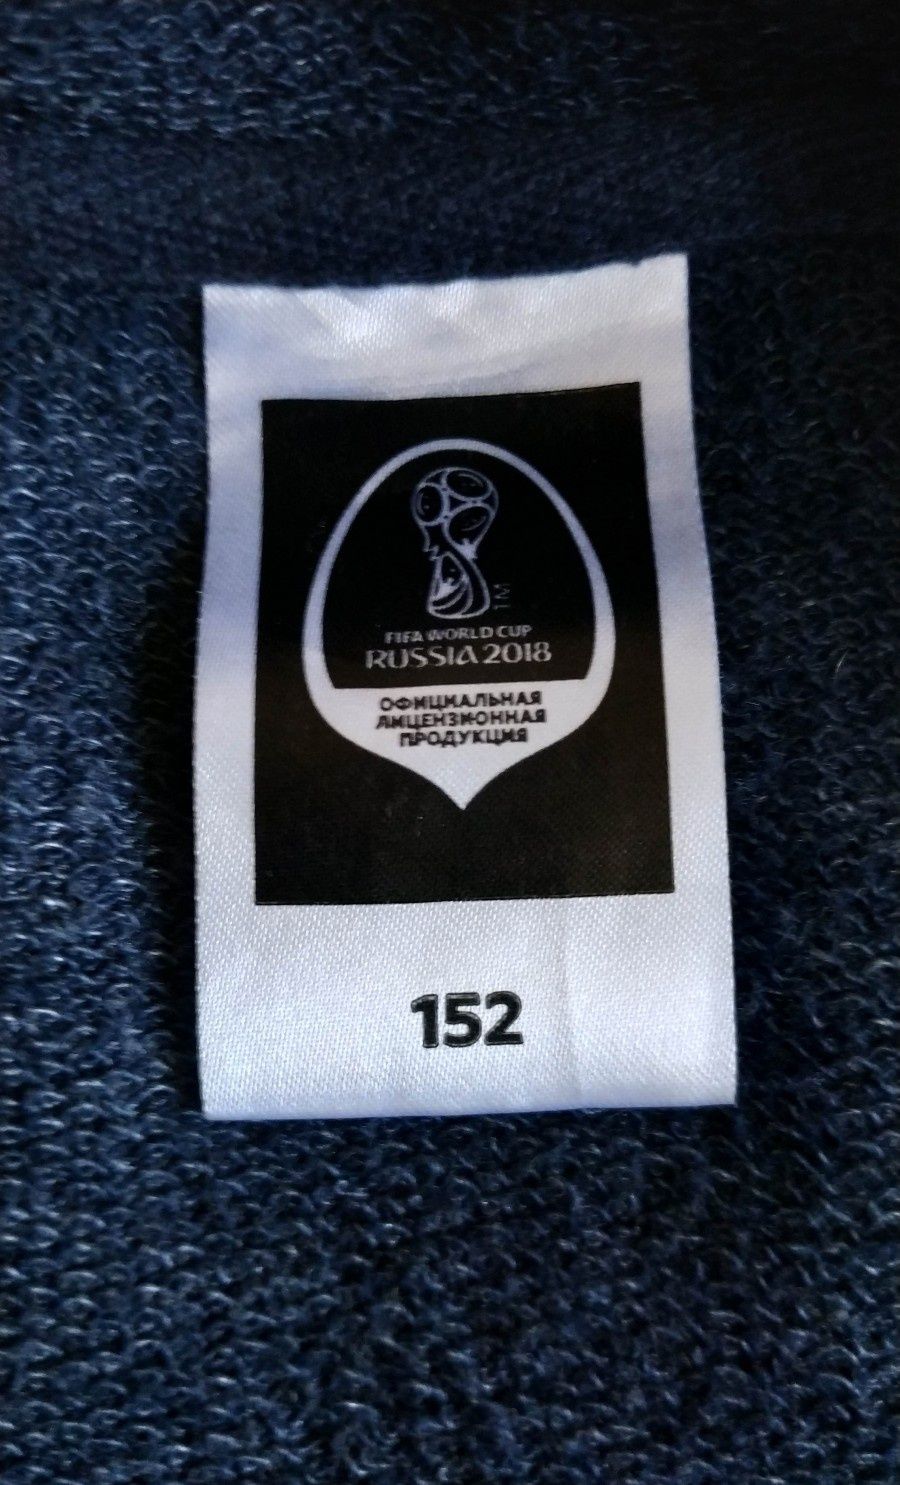 TM
FIFA WORLD CUP
RUSSIA 2018
ОФИЦИАЛЬНАЯ
ЛИЦЕНЗИОННАЯ
ПРОДУКЦИЯ
152